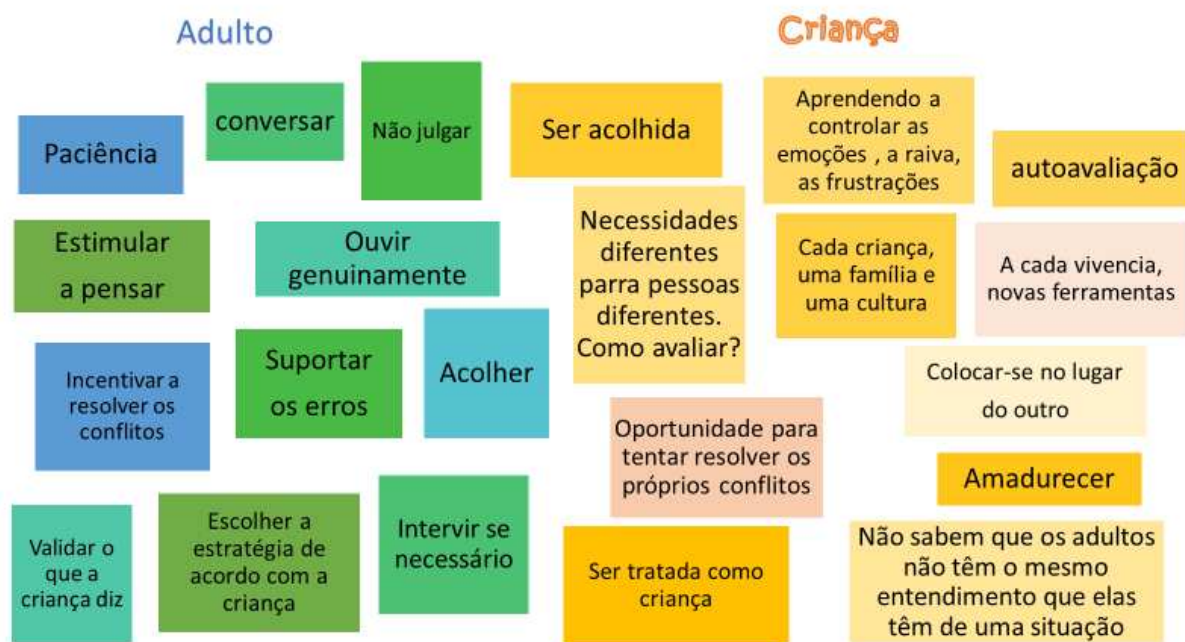 Adulto
Paciência
conversar
Não julgar
Estimular
a pensar
Ouvir
genuinamente
Incentivar a
resolver os
conflitos
Suportar
os erros
Acolher
Validar o
que a
criança diz
Escolher a
estratégia de
acordo com a
criança
Intervir se
necessário
Criança
Ser acolhida
Aprendendo a
controlar as
emoções , a raiva,
as frustrações
autoavaliação
Necessidades
diferentes
parra pessoas
diferentes.
Como avaliar?
Cada criança,
uma família e
uma cultura
A cada vivencia,
novas ferramentas
Colocar-se no lugar
do outro
Oportunidade para
tentar resolver os
próprios conflitos
Amadurecer
Ser tratada como
criança
Não sabem que os adultos
não têm o mesmo
entendimento que elas
têm de uma situação